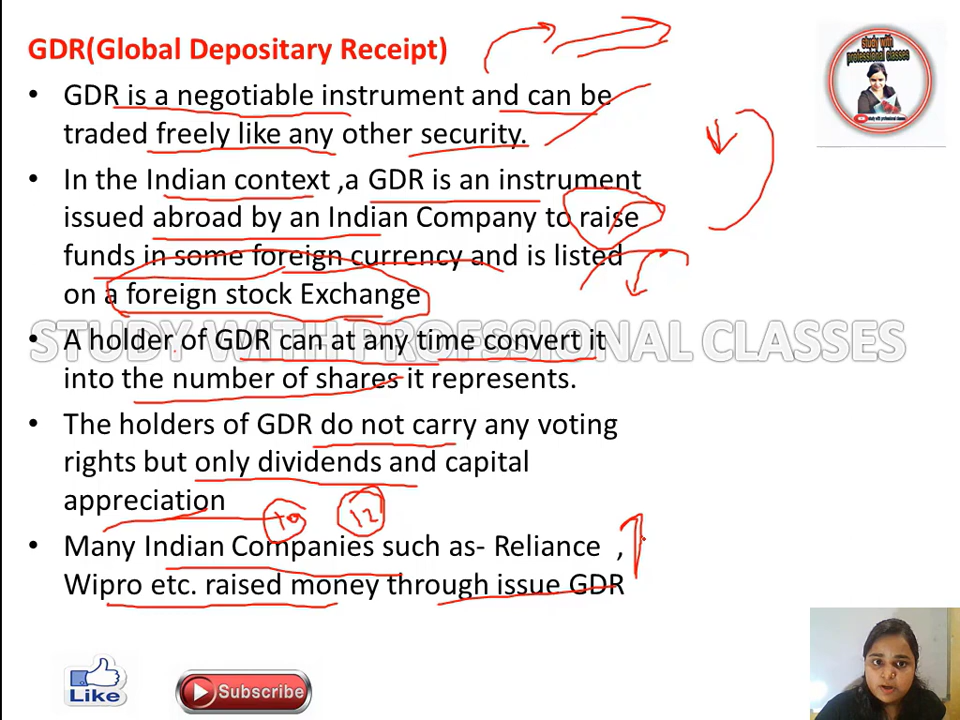 GDR(Global Depositary Receipt)
• GDR is a negotiable instrument and can be
traded freely like any other security.
• In the Indian context ,a GDR is an instrument
issued abroad by an Indian Company to raise
funds in some foreign currency and is listed
on a foreign stock Exchange
STUDY WITH PROFESSIONAL CLASSES
• A holder of GDR can at any time convert it
into the number of shares it represents.
• The holders of GDR do not carry any voting
rights but only dividends and capital
appreciation
10 12
• Many Indian Companies such as- Reliance ,
Wipro etc. raised money through issue GDR
Study with
professional classes
Like
Subscribe